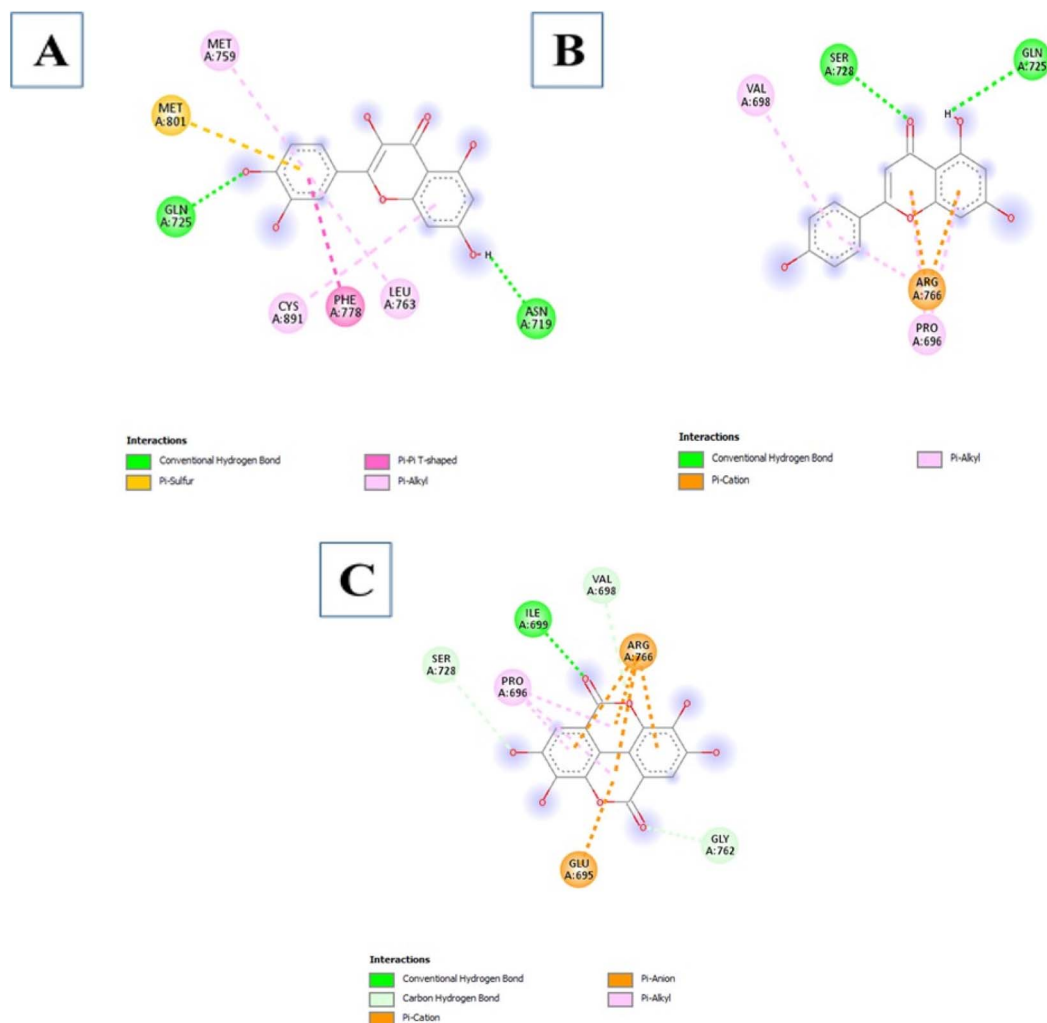 A
MET
A:759
MET
A:801
GLN
A:725
O
O
O
O
O
O
O
H
CYS
A:891
PHE
A:778
LEU
A:763
ASN
A:719
Interactions
Conventional Hydrogen Bond
Pi-Sulfur
Pi-Pi T-shaped
Pi-Alkyl
B
SER
A:728
GLN
A:725
VAL
A:698
H
O
O
O
O
O
ARG
A:766
PRO
A:696
Interactions
Conventional Hydrogen Bond
Pi-Cation
Pi-Alkyl
C
VAL
A:698
ILE
A:699
ARG
A:766
SER
A:728
PRO
A:696
O
O
O
O
O
O
O
O
GLY
A:762
GLU
A:695
Interactions
Conventional Hydrogen Bond
Carbon Hydrogen Bond
Pi-Cation
Pi-Anion
Pi-Alkyl